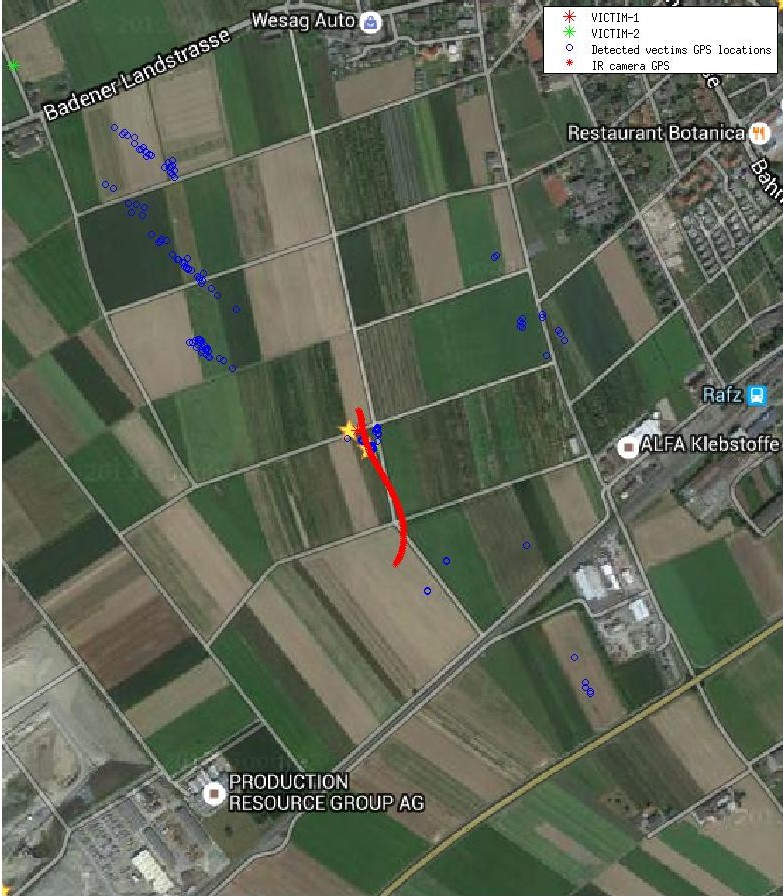 Wesag Auto
VICTIM-1
VICTIM-2
Detected vectims GPS locations
IR camera GPS
Badener Landstrasse
Restaurant Botanica
Bahn
Rafz
ALFA Klebstoffe
PRODUCTION
RESOURCE GROUP AG